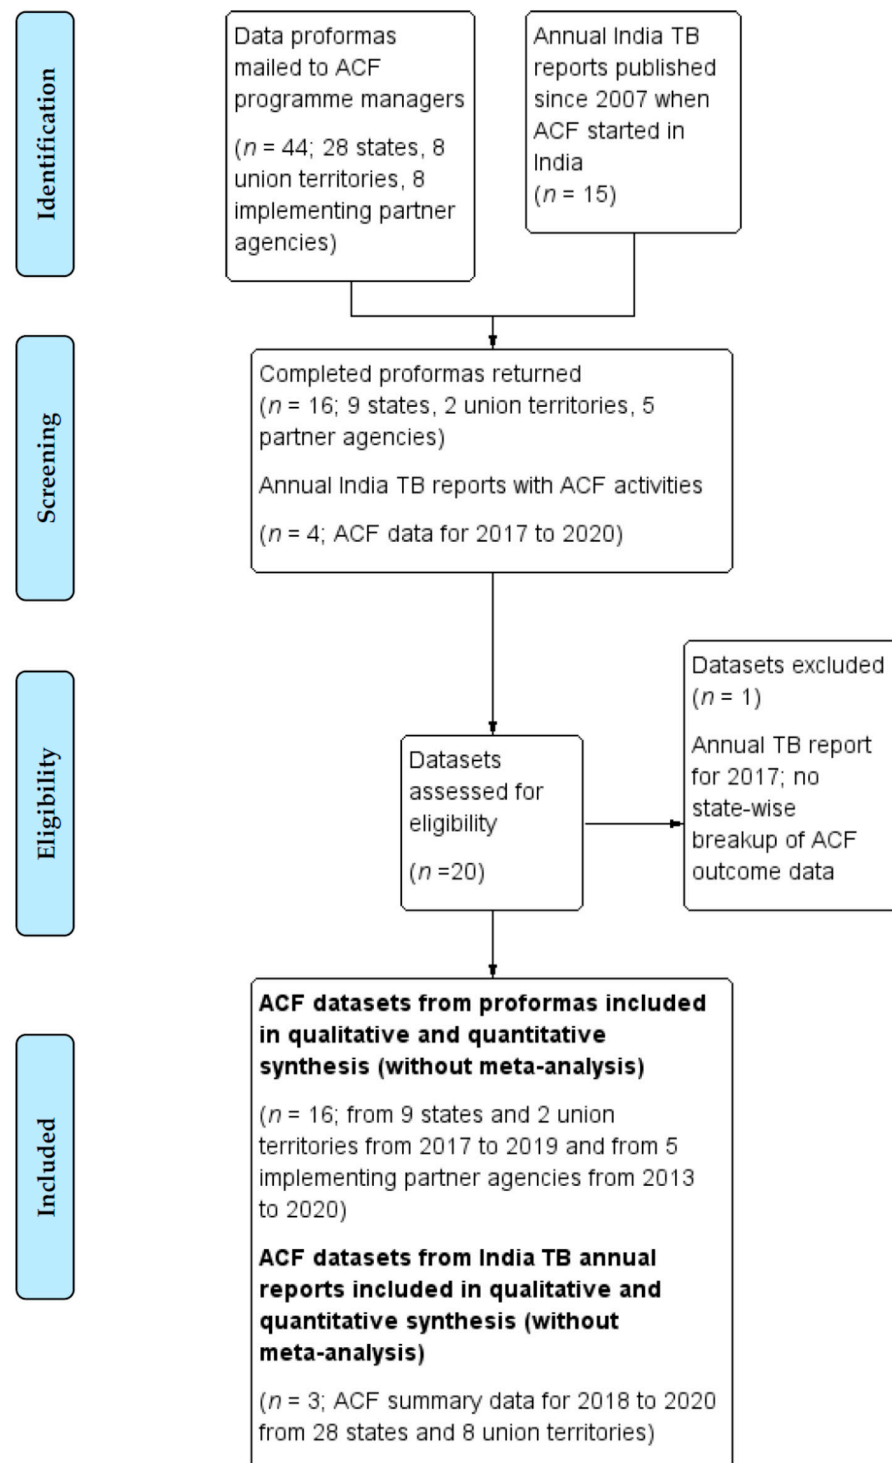 Identification
Data proformas
mailed to ACF
programme managers
(n = 44; 28 states, 8
union territories, 8
implementing partner
agencies)
Annual India TB
reports published
since 2007 when
ACF started in
India
(n = 15)
Screening
Completed proformas returned
(n = 16; 9 states, 2 union territories, 5
partner agencies)
Annual India TB reports with ACF activities
(n = 4; ACF data for 2017 to 2020)
Eligibility
Datasets
assessed for
eligibility
(n =20)
Datasets excluded
(n = 1)
Annual TB report
for 2017; no
state-wise
breakup of ACF
outcome data
Included
ACF datasets from proformas included
in qualitative and quantitative
synthesis (without meta-analysis)
(n = 16; from 9 states and 2 union
territories from 2017 to 2019 and from 5
implementing partner agencies from 2013
to 2020)
ACF datasets from India TB annual
reports included in qualitative and
quantitative synthesis (without
meta-analysis)
(n = 3; ACF summary data for 2018 to 2020
from 28 states and 8 union territories)